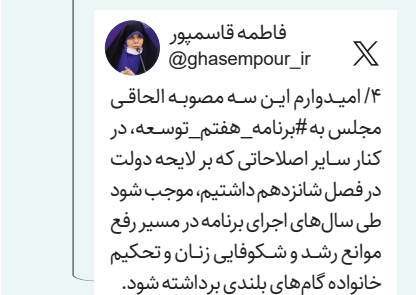 فاطمه قاسمپور
@ghasempour_ir
۴/ امیدوارم این سه مصوبه الحاقی
مجلس به #برنامه_هفتم_توسعه، در
کنار سایر اصلاحاتی که بر لایحه دولت
در فصل شانزدهم داشتیم، موجب شود
طی سال‌های اجرای برنامه در مسیر رفع
موانع رشد و شکوفایی زنان و تحکیم
خانواده گام‌های بلندی برداشته شود.